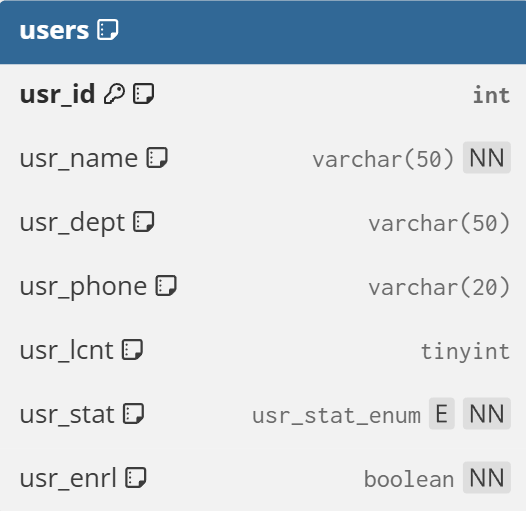 users
usr_id int
usr_name varchar(50) NN
usr_dept varchar(50)
usr_phone varchar(20)
usr_lcnt tinyint
usr_stat usr_stat_enum E NN
usr_enrl boolean NN